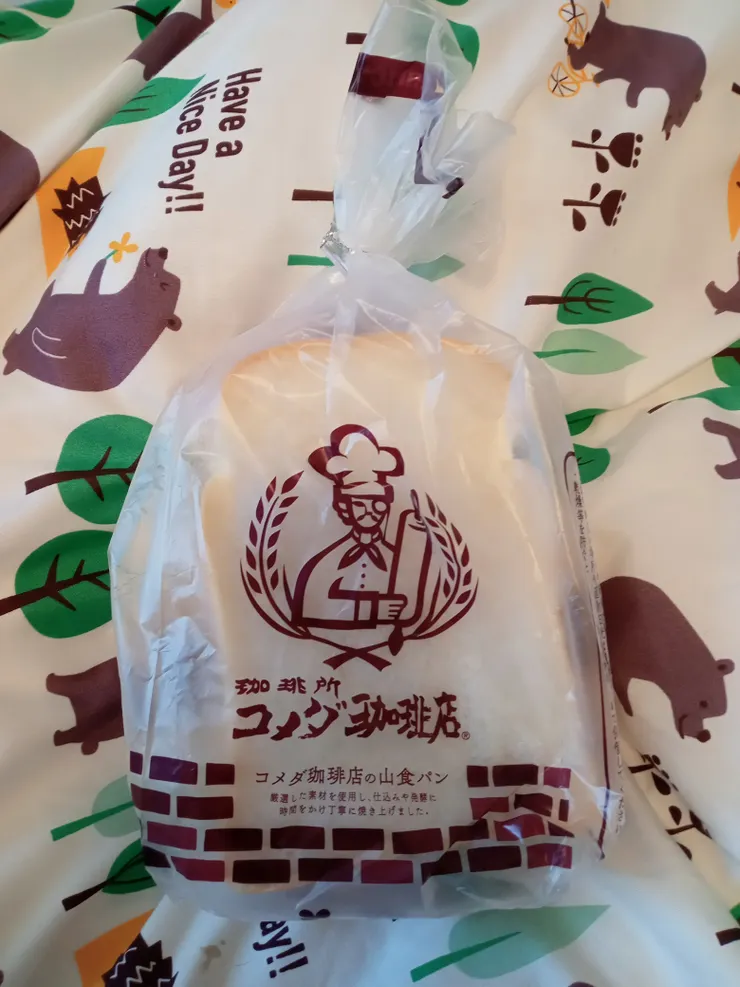 Have a
Nice Day!!
珈琲所
コメダ珈琲店®
コメダ珈琲店の山食パン
厳選した素材を使用し、仕込みや発酵に
時間をかけ丁寧に焼き上げました。
ay!!